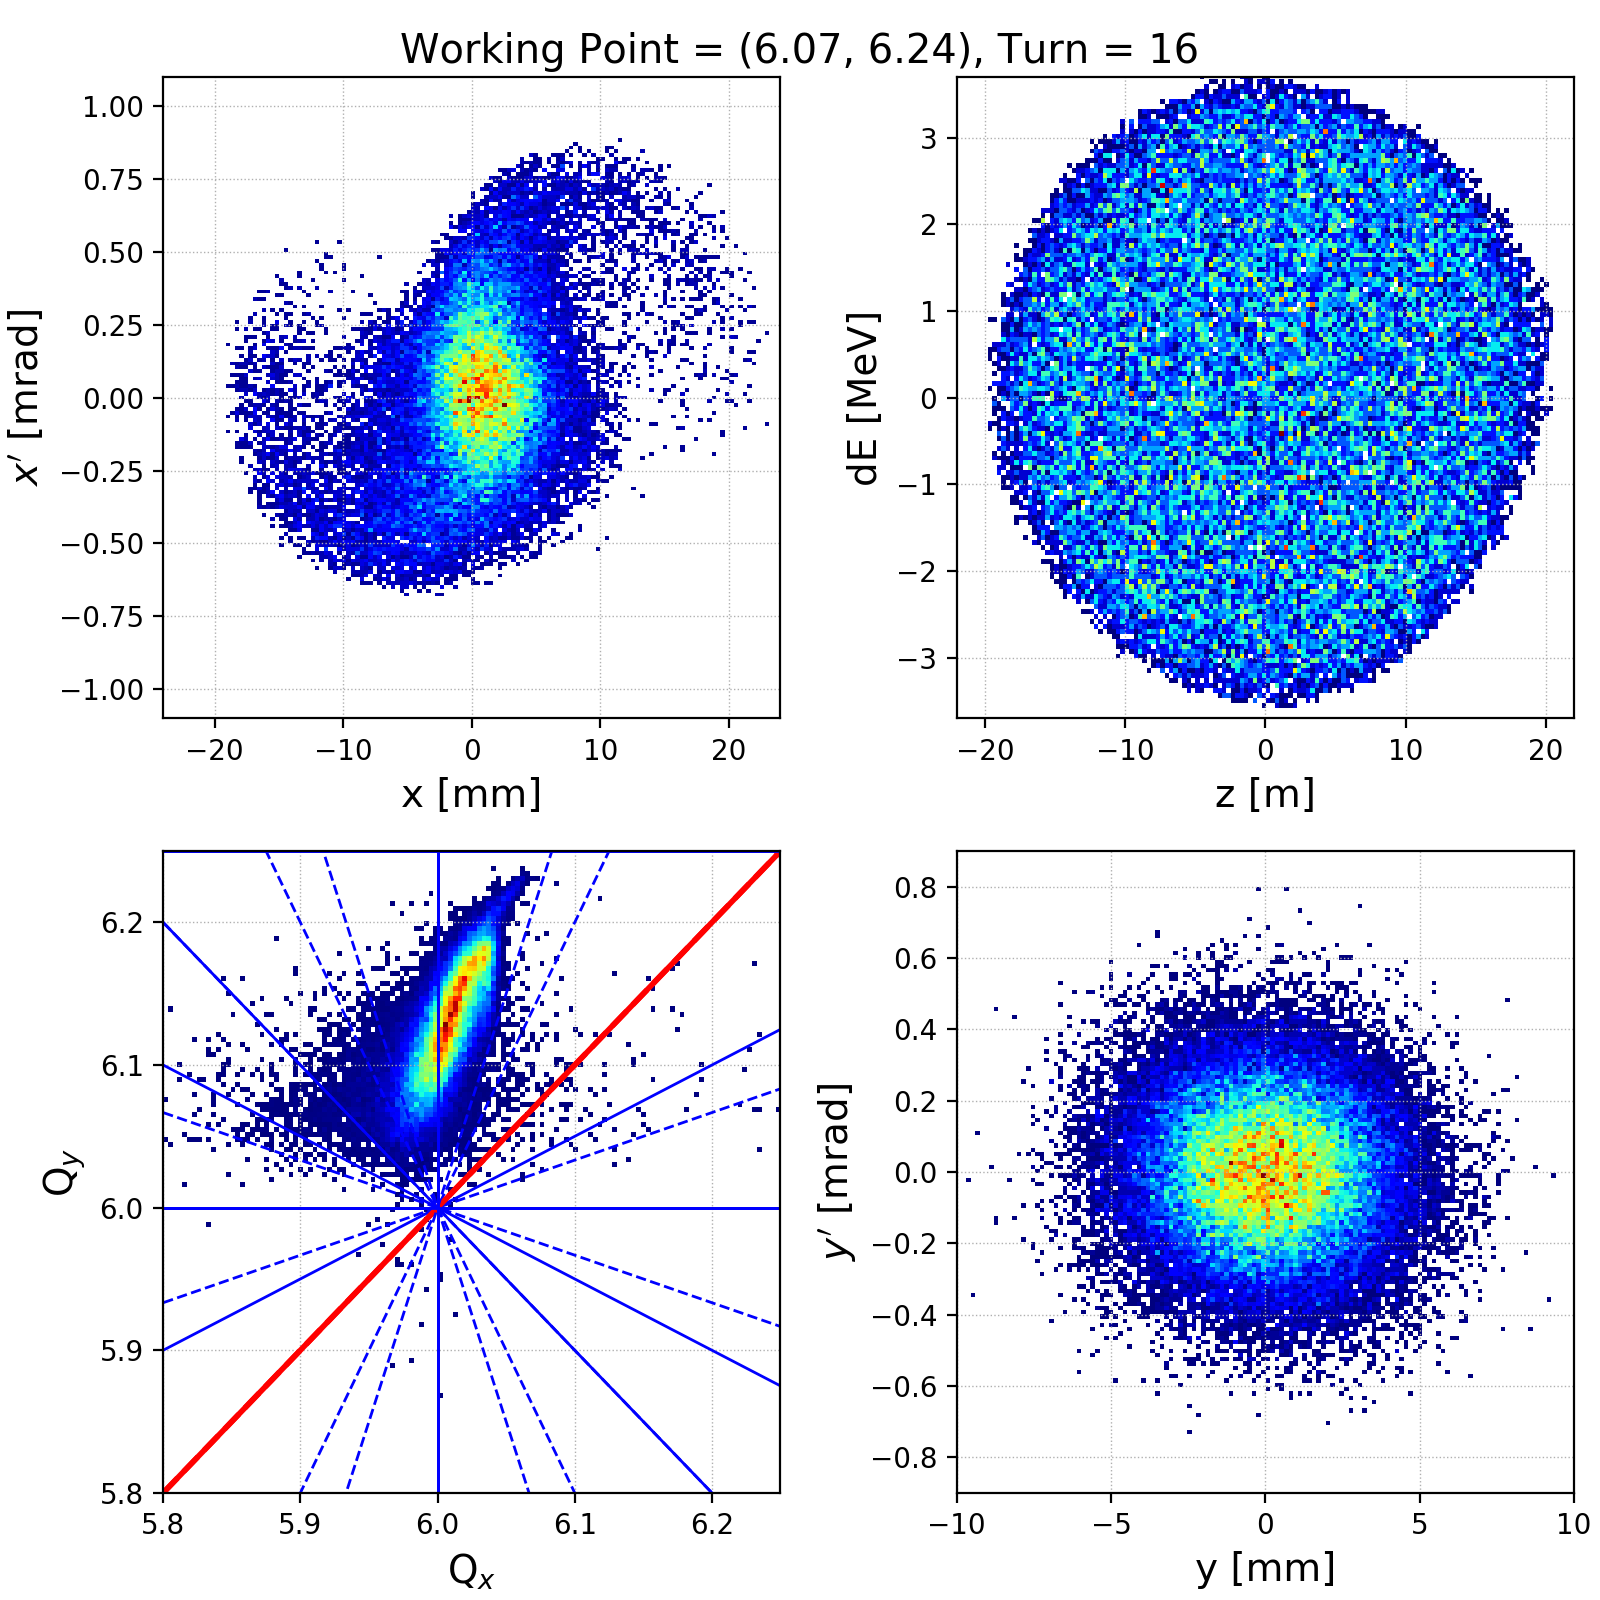 Working Point = (6.07, 6.24), Turn = 16
1.00
0.75
0.50
0.25
0.00
−0.25
−0.50
−0.75
−1.00
x′ [mrad]
−20 −10 0 10 20
x [mm]
3
2
1
0
−1
−2
−3
dE [MeV]
−20 −10 0 10 20
z [m]
6.2
6.1
6.0
5.9
5.8
Qy
5.8 5.9 6.0 6.1 6.2
Qx
0.8
0.6
0.4
0.2
0.0
−0.2
−0.4
−0.6
−0.8
y′ [mrad]
−10 −5 0 5 10
y [mm]